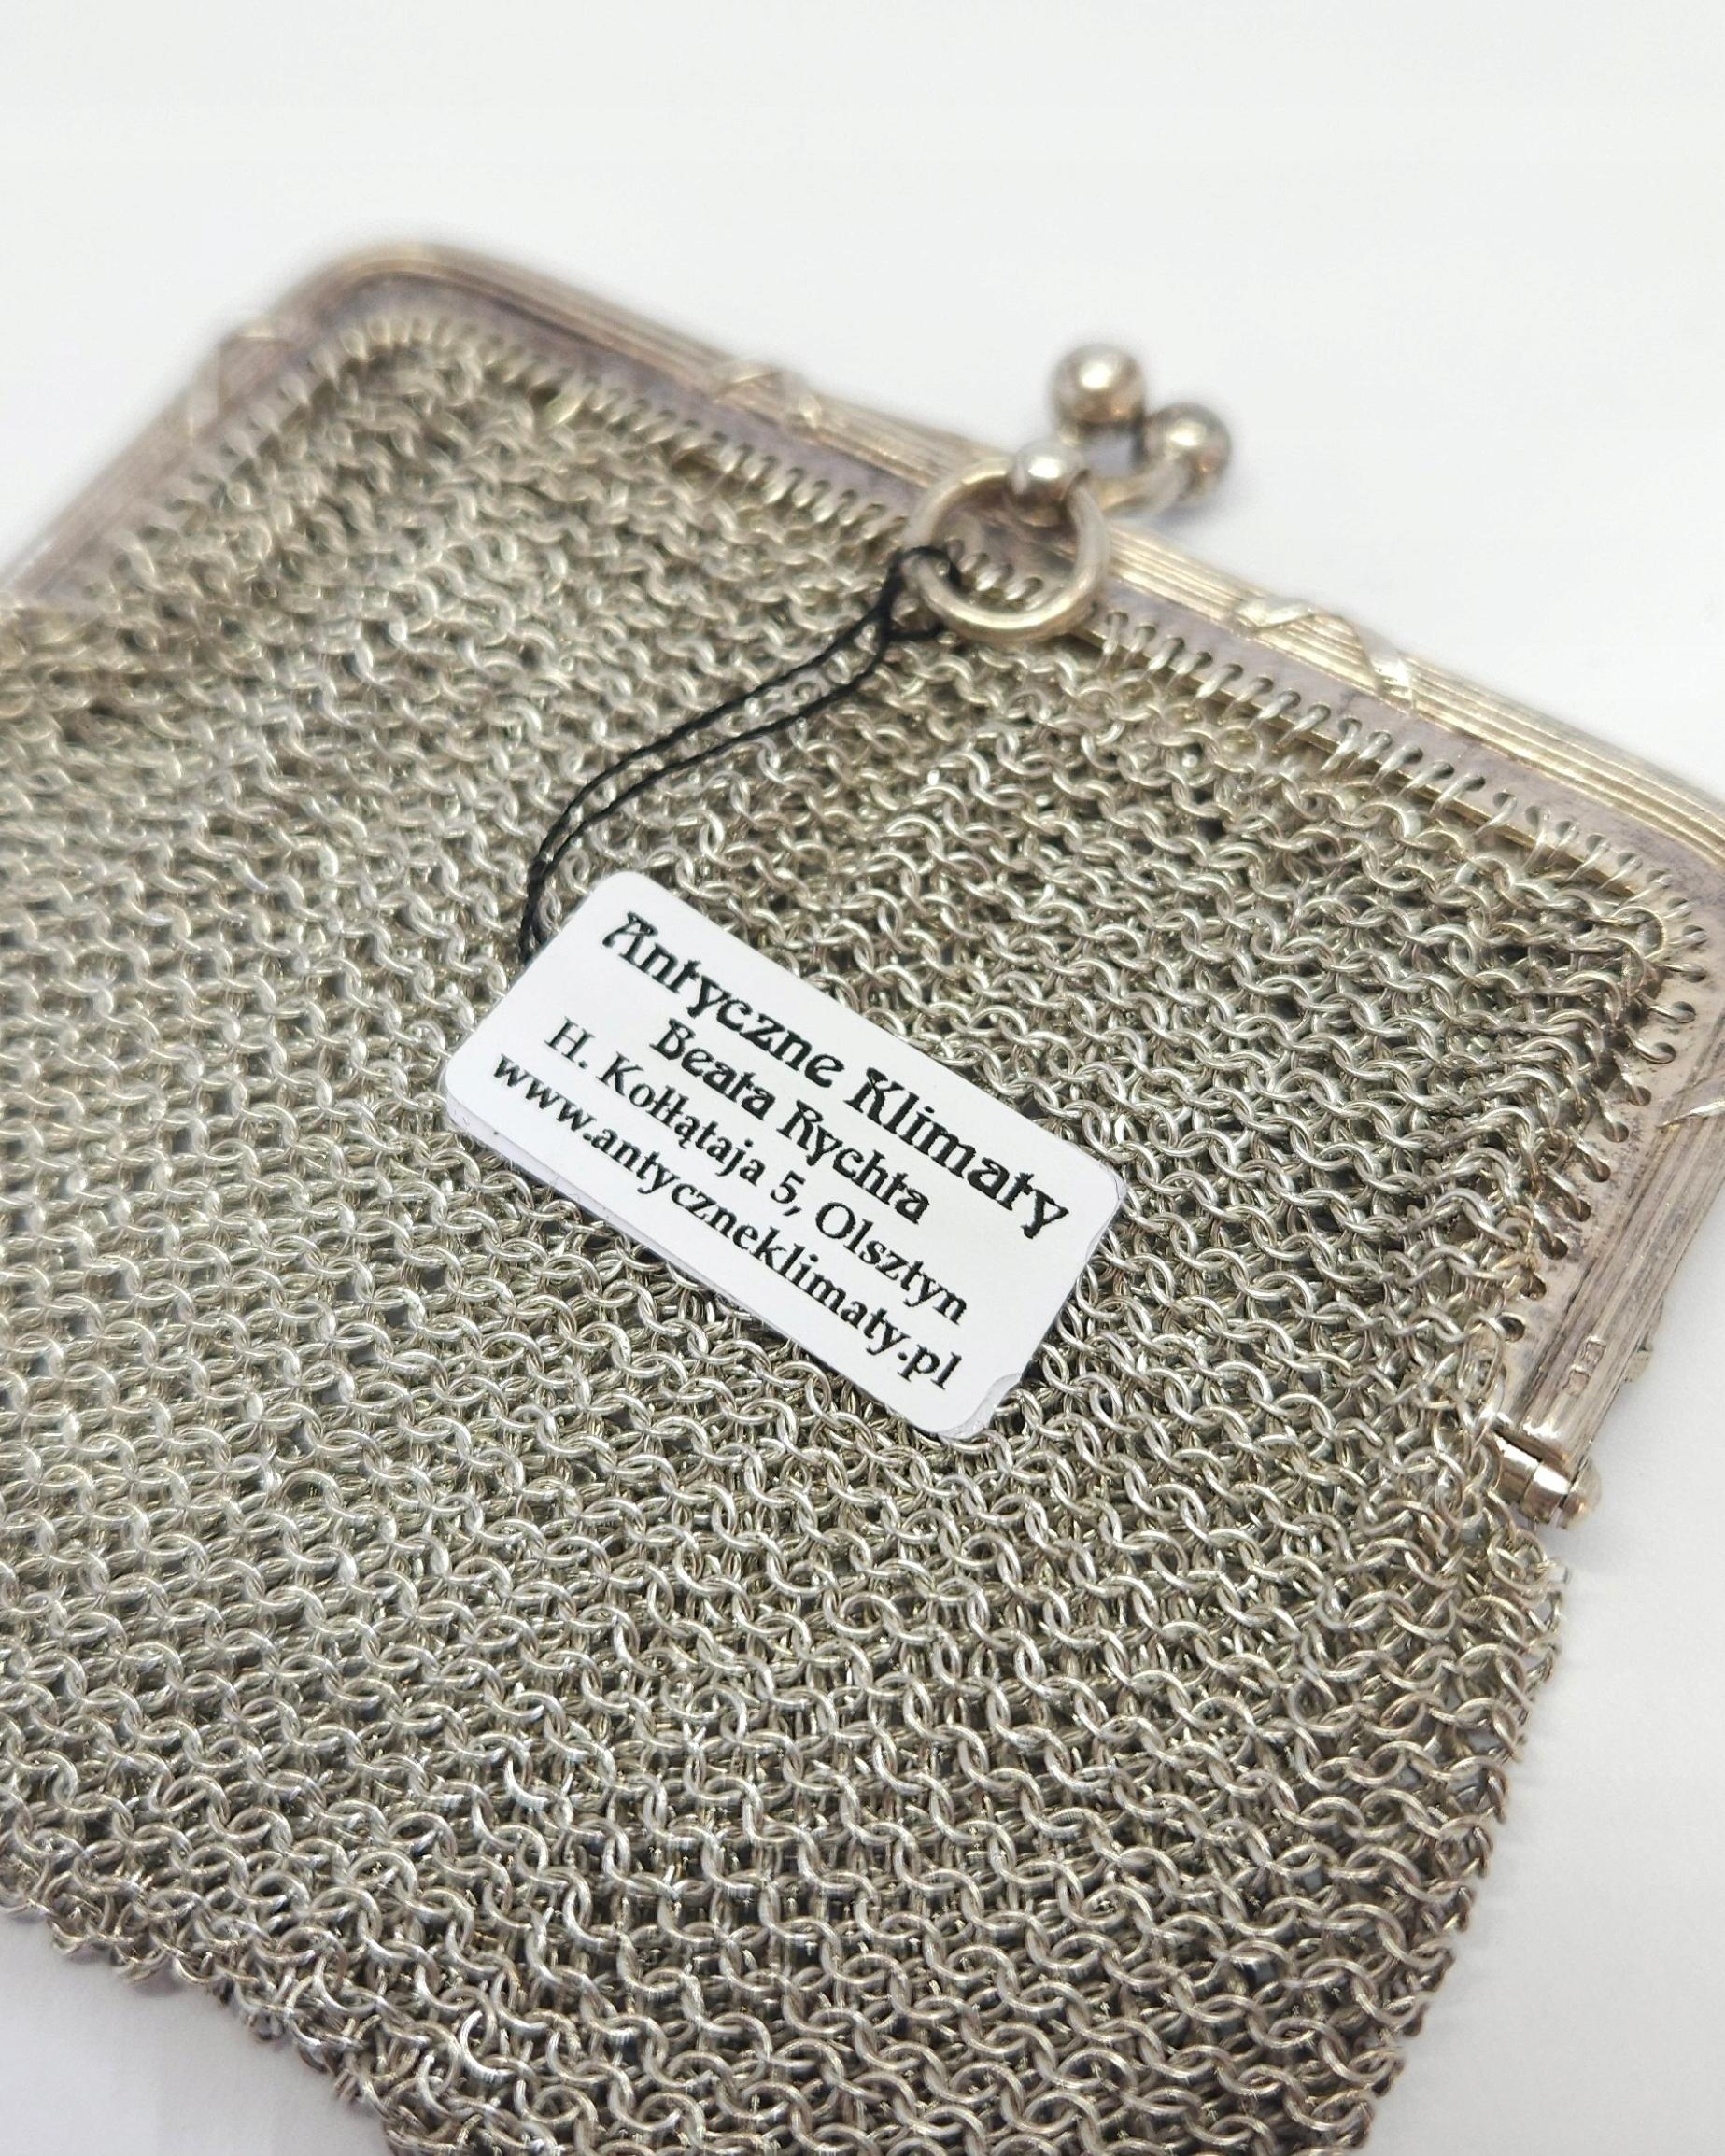 Antyczne Klimaty
Beata Rychta
H. Kołłątaja 5, Olsztyn
www.antyczneklimaty.pl